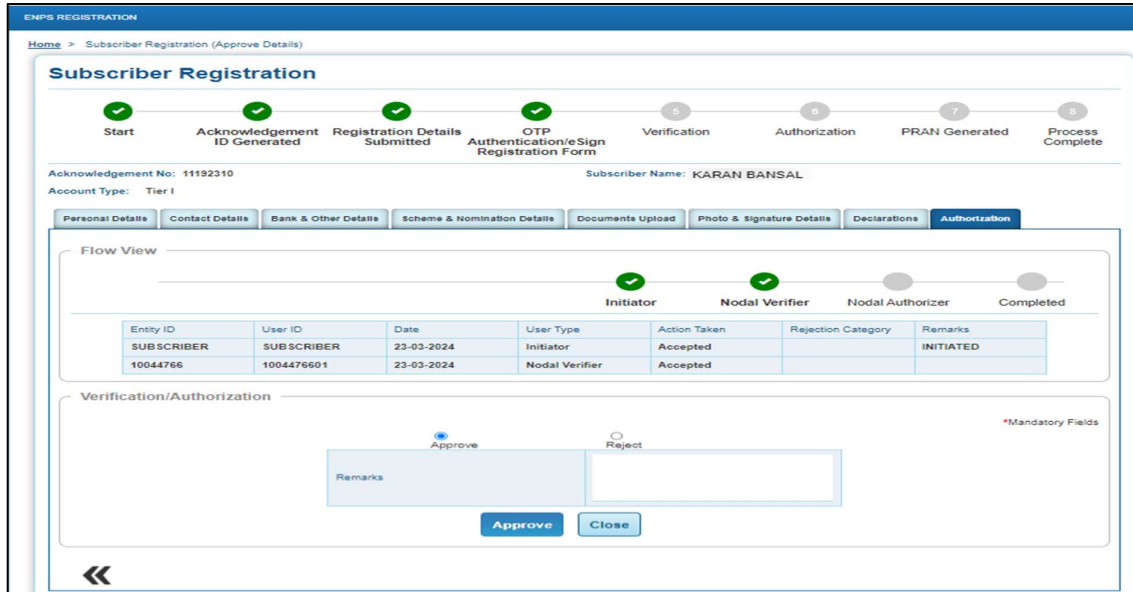 ENPS REGISTRATION
Home > Subscriber Registration (Approve Details)
Subscriber Registration
5 6 7 8
Start Acknowledgement Registration Details OTP Verification Authorization PRAN Generated Process
ID Generated Submitted Authentication/eSign Complete
Registration Form
Acknowledgement No: 11192310 Subscriber Name: KARAN BANSAL
Account Type: Tier I
Personal Details Contact Details Bank & Other Details Scheme & Nomination Details Documents Upload Photo & Signature Details Declarations Authorization
Flow View
Initiator Nodal Verifier Nodal Authorizer Completed
Entity ID User ID Date User Type Action Taken Rejection Category Remarks
SUBSCRIBER SUBSCRIBER 23-03-2024 Initiator Accepted INITIATED
10044766 1004476601 23-03-2024 Nodal Verifier Accepted
Verification/Authorization
*Mandatory Fields
Approve Reject
Remarks
Approve Close